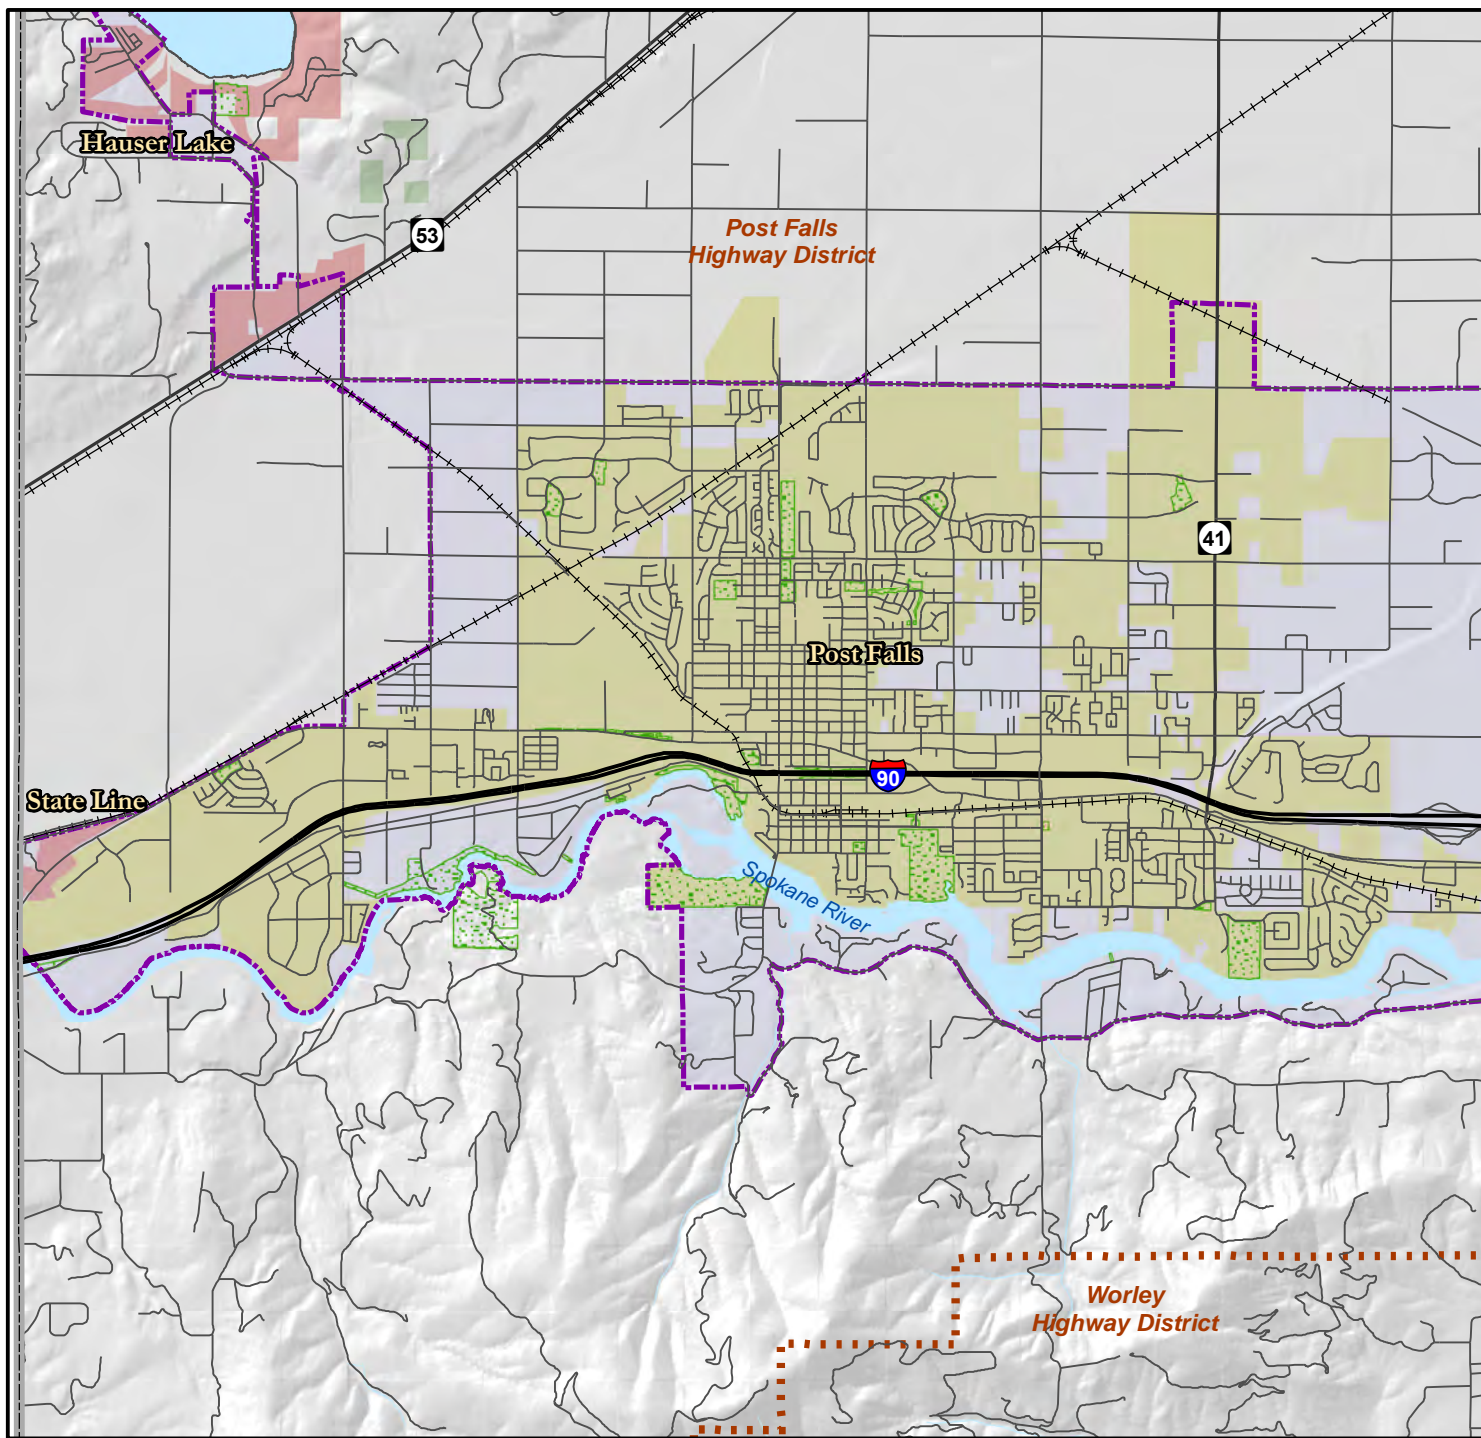 Hauser Lake
53
Post Falls
Highway District
41
Post Falls
90
State Line
Spokane River
Worley
Highway District